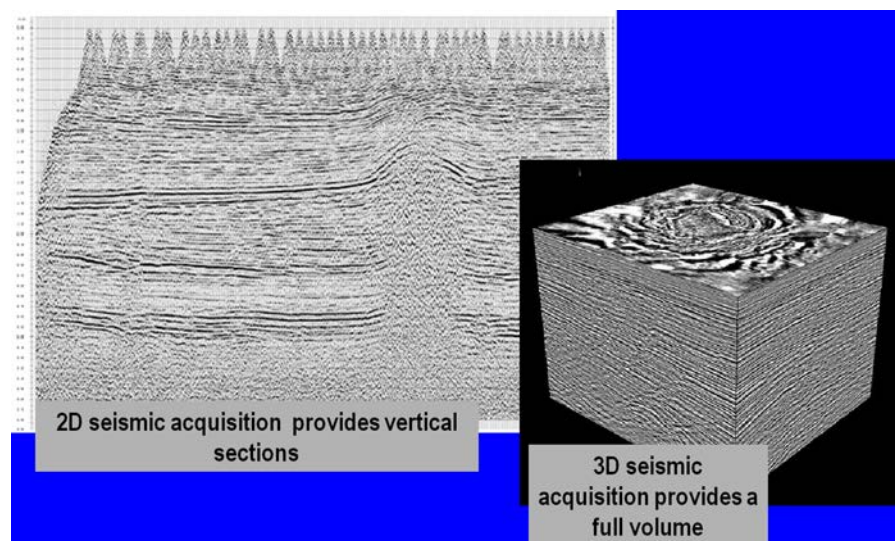 2D seismic acquisition provides vertical
sections
3D seismic
acquisition provides a
full volume